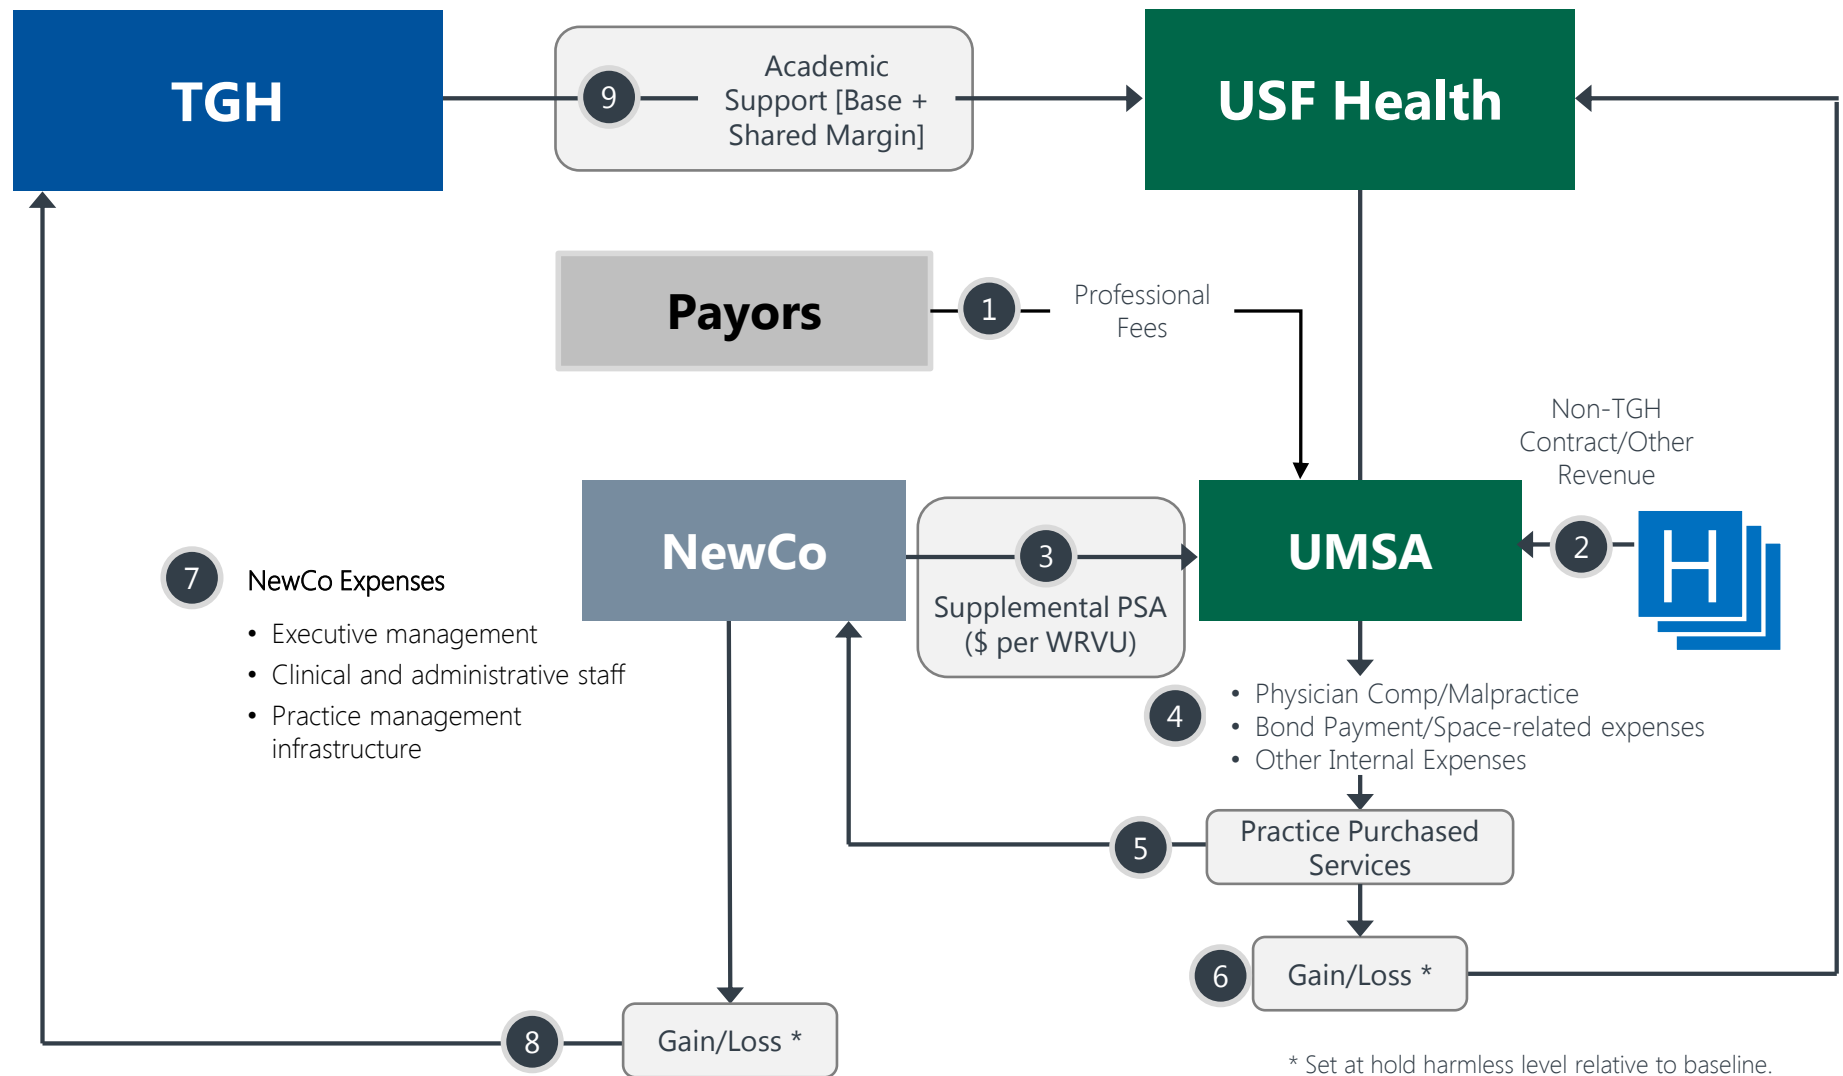 TGH
9
Academic
Support [Base +
Shared Margin]
USF Health
Payors
1
Professional
Fees
Non-TGH
Contract/Other
Revenue
NewCo
3
Supplemental PSA
($ per WRVU)
UMSA
2
H
7
NewCo Expenses
• Executive management
• Clinical and administrative staff
• Practice management
infrastructure
4
• Physician Comp/Malpractice
• Bond Payment/Space-related expenses
• Other Internal Expenses
5
Practice Purchased
Services
6
Gain/Loss *
8
Gain/Loss *
* Set at hold harmless level relative to baseline.